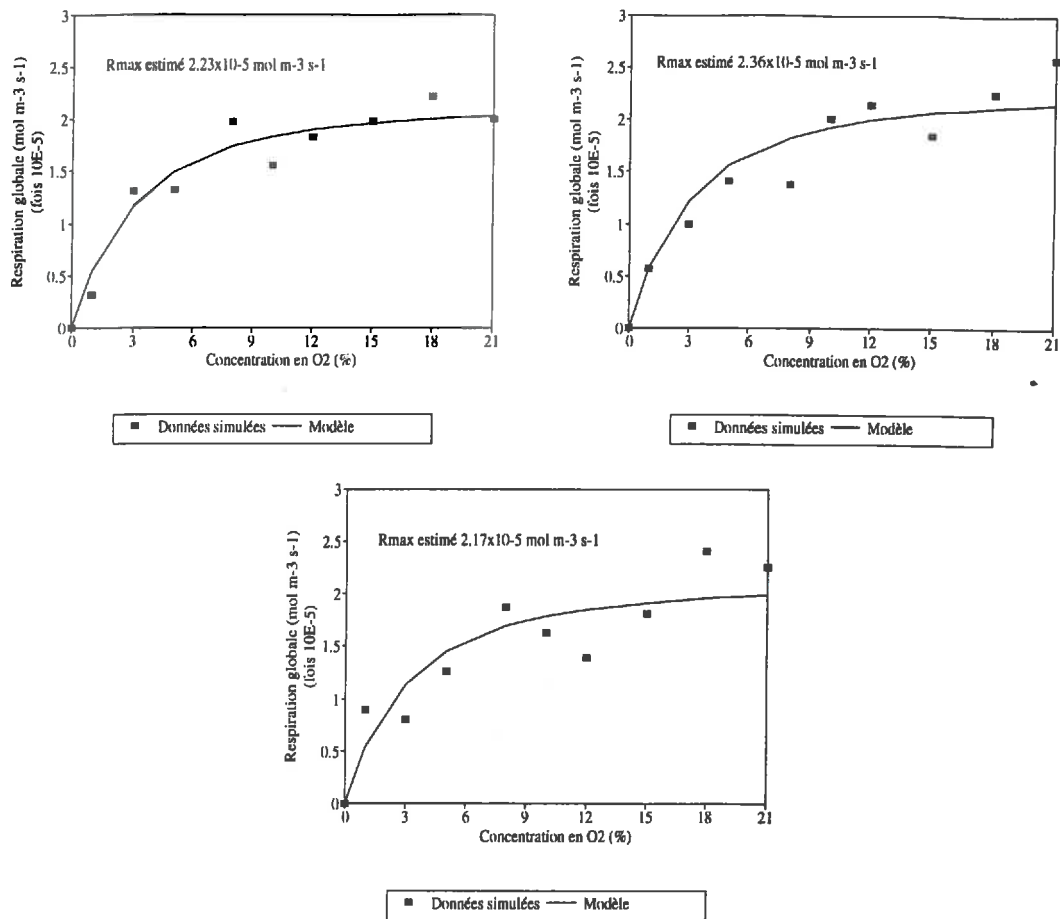 Respiration globale (mol m-3 s-1)
(fois 10E-5)
3
2.5
2
1.5
1
0.5
0
Rmax estimé 2.23x10-5 mol m-3 s-1
0 3 6 9 12 15 18 21
Concentration en O2 (%)
Données simulées Modèle
Respiration globale (mol m-3 s-1)
(fois 10E-5)
3
2.5
2
1.5
1
0.5
0
Rmax estimé 2.36x10-5 mol m-3 s-1
0 3 6 9 12 15 18 21
Concentration en O2 (%)
Données simulées Modèle
Respiration globale (mol m-3 s-1)
(fois 10E-5)
3
2.5
2
1.5
1
0.5
0
Rmax estimé 2.17x10-5 mol m-3 s-1
0 3 6 9 12 15 18 21
Concentration en O2 (%)
Données simulées Modèle